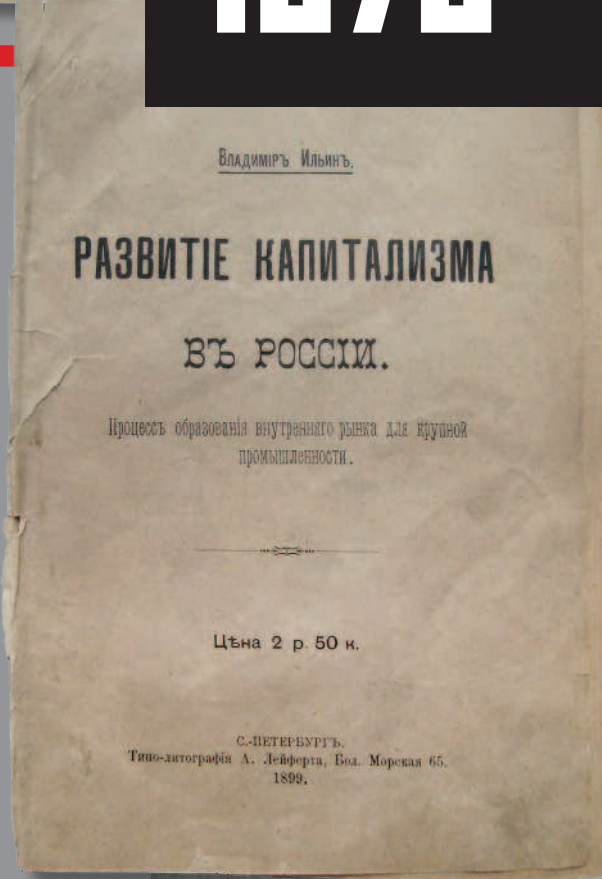 Владиміръ Ильинъ.
РАЗВИТІЕ КАПИТАЛИЗМА
ВЪ РОССІИ.
Процессъ образованія внутренняго рынка для крупной
промышленности.
Цѣна 2 р. 50 к.
С.-ПЕТЕРБУРГЪ.
Типо-литографія А. Лейферта, Бол. Морская 65.
1899.